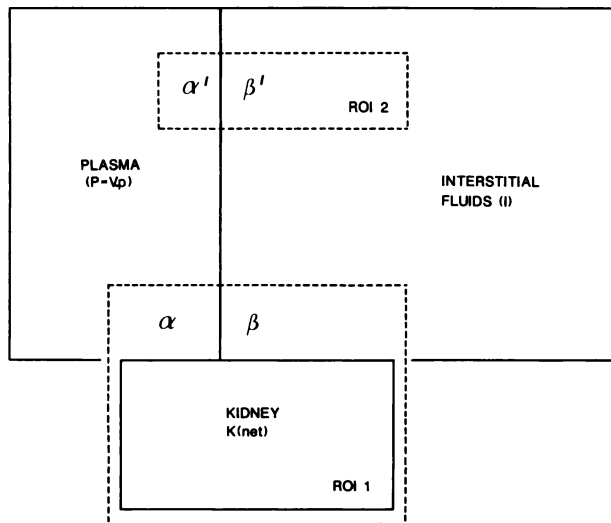 α' β'
ROI 2
PLASMA
(P=Vp)
INTERSTITIAL
FLUIDS (I)
α β
KIDNEY
K(net)
ROI 1